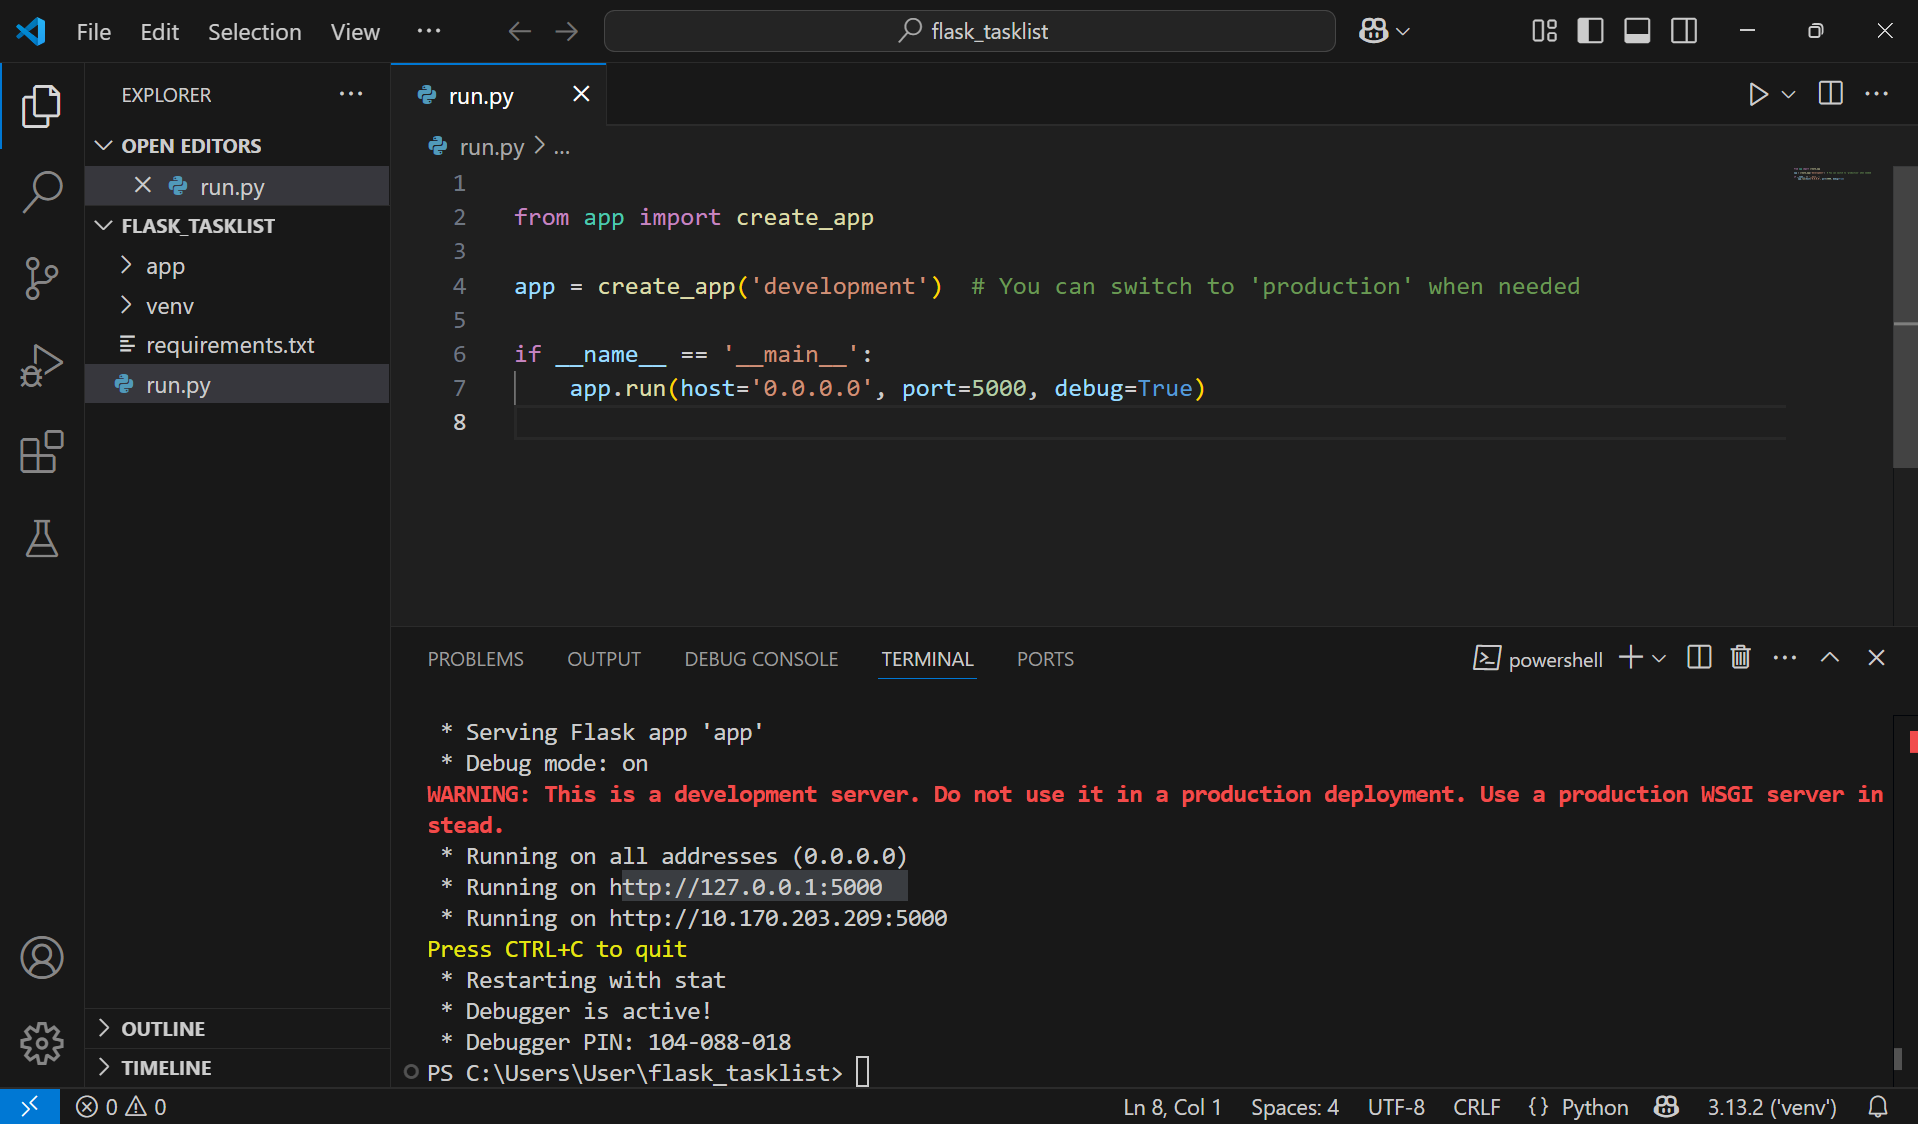 File Edit Selection View ··· flask_tasklist
EXPLORER ···
OPEN EDITORS
run.py
FLASK_TASKLIST
app
venv
requirements.txt
run.py
OUTLINE
TIMELINE
run.py
run.py > ...
1
2 from app import create_app
3
4 app = create_app('development')  # You can switch to 'production' when needed
5
6 if __name__ == '__main__':
7     app.run(host='0.0.0.0', port=5000, debug=True)
8
PROBLEMS OUTPUT DEBUG CONSOLE TERMINAL PORTS powershell
 * Serving Flask app 'app'
 * Debug mode: on
WARNING: This is a development server. Do not use it in a production deployment. Use a production WSGI server in
stead.
 * Running on all addresses (0.0.0.0)
 * Running on http://127.0.0.1:5000
 * Running on http://10.170.203.209:5000
Press CTRL+C to quit
 * Restarting with stat
 * Debugger is active!
 * Debugger PIN: 104-088-018
PS C:\Users\User\flask_tasklist>
0 0 Ln 8, Col 1 Spaces: 4 UTF-8 CRLF {} Python 3.13.2 ('venv')